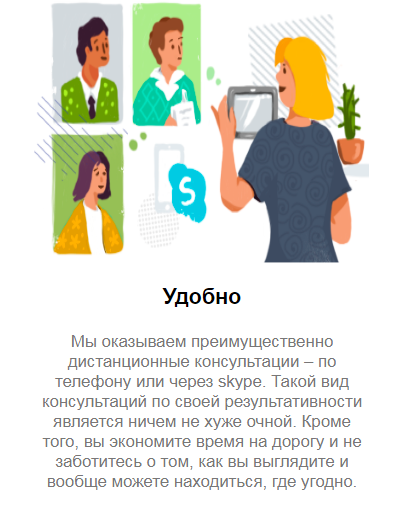 S
Удобно
Мы оказываем преимущественно
дистанционные консультации – по
телефону или через skype. Такой вид
консультаций по своей результативности
является ничем не хуже очной. Кроме
того, вы экономите время на дорогу и не
заботитесь о том, как вы выглядите и
вообще можете находиться, где угодно.